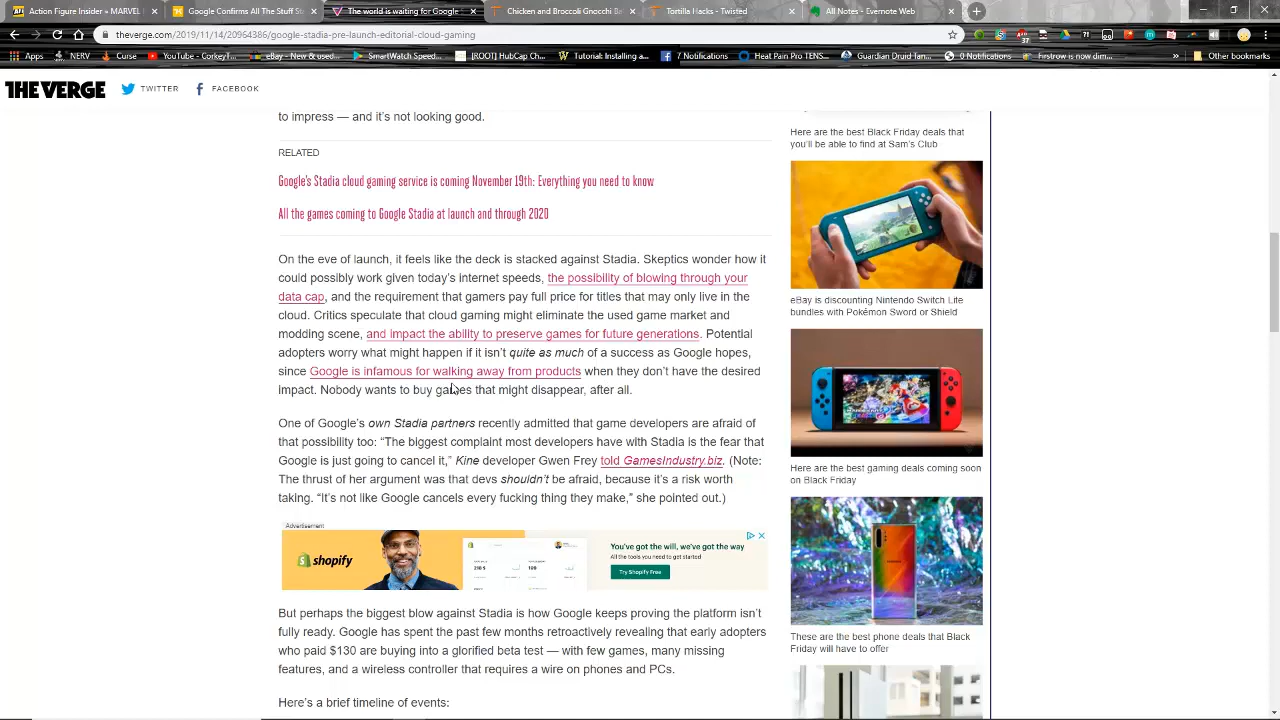 Action Figure Insider » MARVEL
Google Confirms All The Stuff S
The world is waiting for Google
Chicken and Broccoli Gnocchi
Tortilla Hacks - Twisted
All Notes - Evernote Web
theverge.com/2019/11/14/20964366/google-stadia-pre-launch-editorial-cloud-gaming
Apps
NERV
Curse
YouTube - CorkeyT...
eBay - New & used...
SmartWatch Speed...
[ROOT] HubCap Ch...
Tutorial: Installing a...
7 Notifications
Heat Pain Pro TENS...
Guardian Druid Tan...
0 Notifications
Firstrow is now dim...
»
Other bookmarks
THE VERGE
TWITTER
FACEBOOK
to impress — and it's not looking good.
RELATED
Google's Stadia cloud gaming service is coming November 19th: Everything you need to know
All the games coming to Google Stadia at launch and through 2020
On the eve of launch, it feels like the deck is stacked against Stadia. Skeptics wonder how it
could possibly work given today's internet speeds, the possibility of blowing through your
data cap, and the requirement that gamers pay full price for titles that may only live in the
cloud. Critics speculate that cloud gaming might eliminate the used game market and
modding scene, and impact the ability to preserve games for future generations. Potential
adopters worry what might happen if it isn't quite as much of a success as Google hopes,
since Google is infamous for walking away from products when they don't have the desired
impact. Nobody wants to buy games that might disappear, after all.
One of Google's own Stadia partners recently admitted that game developers are afraid of
that possibility too: “The biggest complaint most developers have with Stadia is the fear that
Google is just going to cancel it,” Kine developer Gwen Frey told GamesIndustry.biz. (Note:
The thrust of her argument was that devs shouldn't be afraid, because it's a risk worth
taking. “It's not like Google cancels every fucking thing they make,” she pointed out.)
Advertisement
shopify
You've got the will, we've got the way
All the tools you need to get started
Try Shopify Free
But perhaps the biggest blow against Stadia is how Google keeps proving the platform isn't
fully ready. Google has spent the past few months retroactively revealing that early adopters
who paid $130 are buying into a glorified beta test — with few games, many missing
features, and a wireless controller that requires a wire on phones and PCs.
Here's a brief timeline of events:
Here are the best Black Friday deals that
you'll be able to find at Sam's Club
eBay is discounting Nintendo Switch Lite
bundles with Pokémon Sword or Shield
Here are the best gaming deals coming soon
on Black Friday
These are the best phone deals that Black
Friday will have to offer